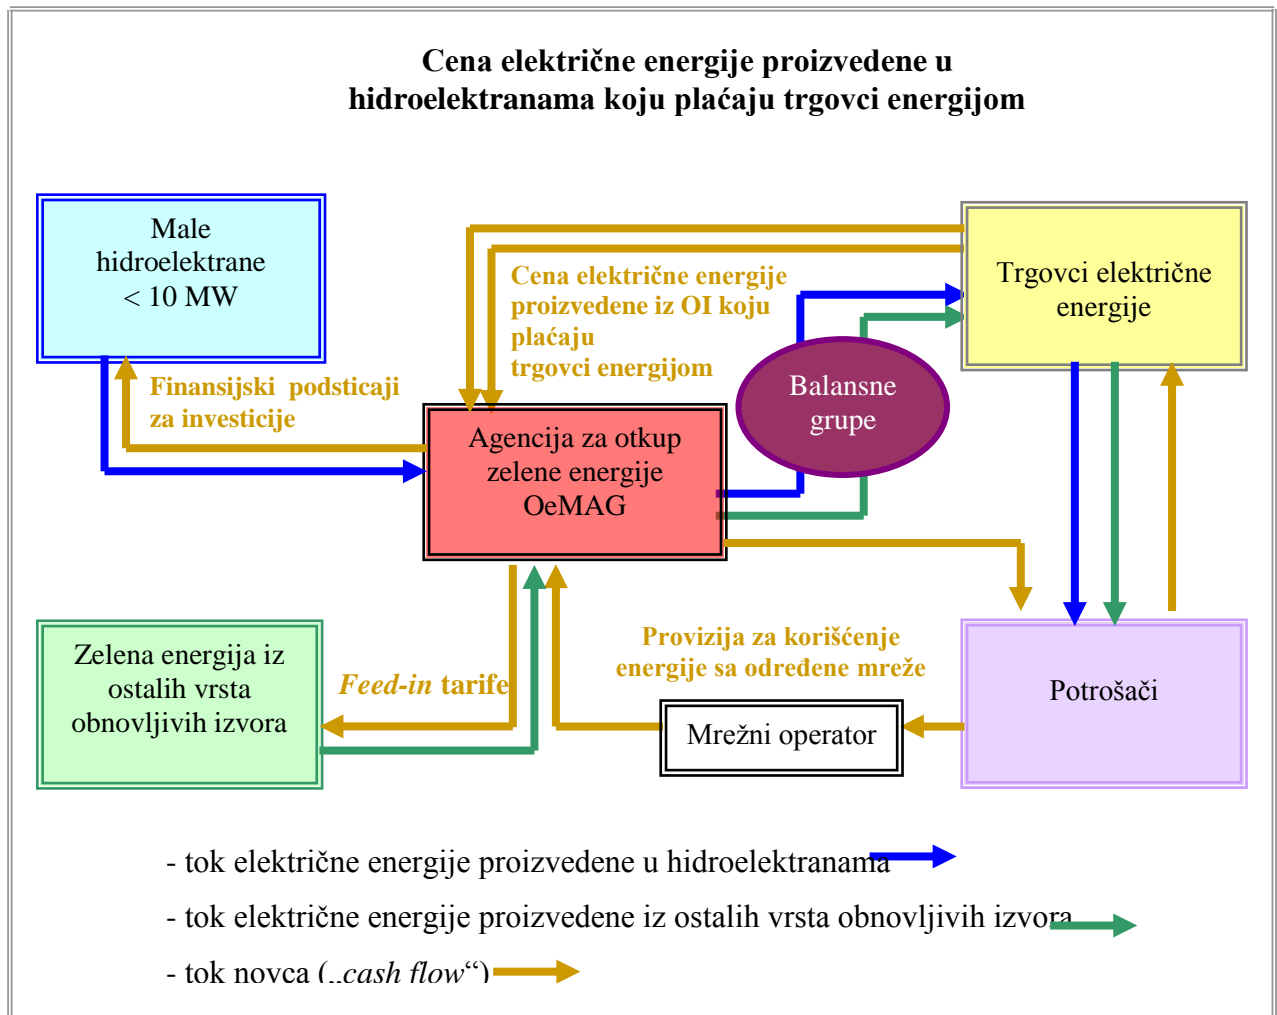 Cena električne energije proizvedene u
hidroelektranama koju plaćaju trgovci energijom
Male
hidroelektrane
< 10 MW
Cena električne energije
proizvedene iz OI koju
plaćaju
trgovci energijom
Trgovci električne
energije
Finansijski podsticaji
za investicije
Balansne
grupe
Agencija za otkup
zelene energije
OeMAG
Zelena energija iz
ostalih vrsta
obnovljivih izvora
Feed-in tarife
Provizija za korišćenje
energije sa određene mreže
Mrežni operator
Potrošači
- tok električne energije proizvedene u hidroelektranama
- tok električne energije proizvedene iz ostalih vrsta obnovljivih izvora
- tok novca („cash flow“)